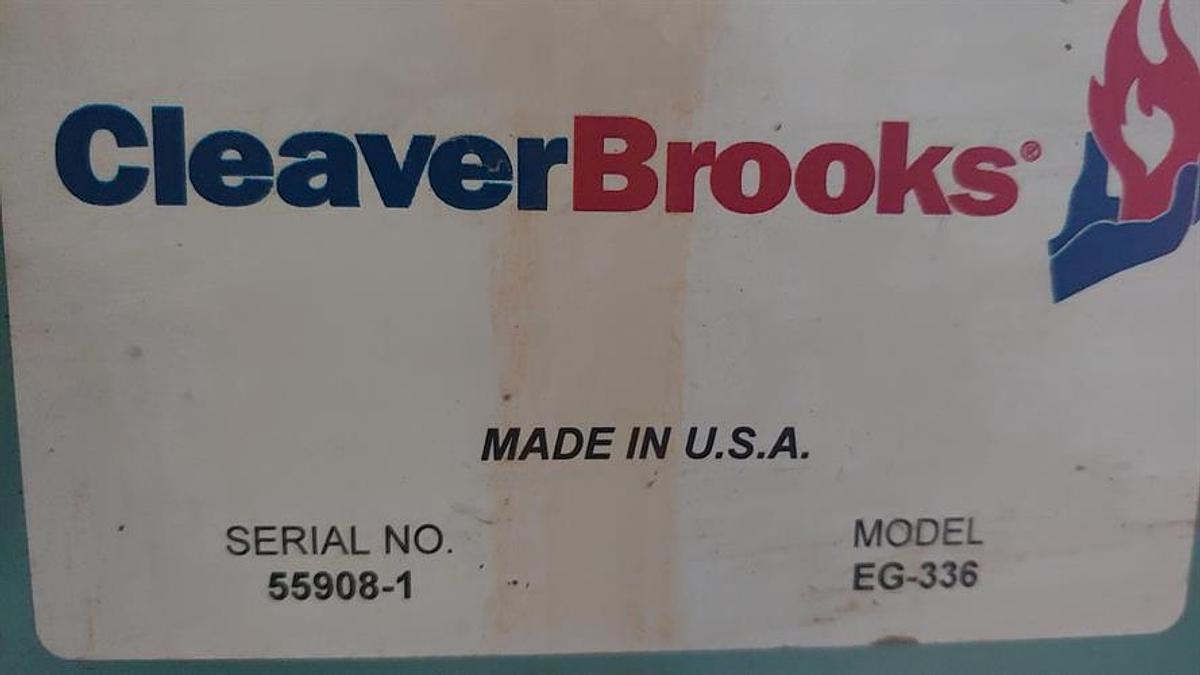 CleaverBrooks®
MADE IN U.S.A.
SERIAL NO.
55908-1
MODEL
EG-336